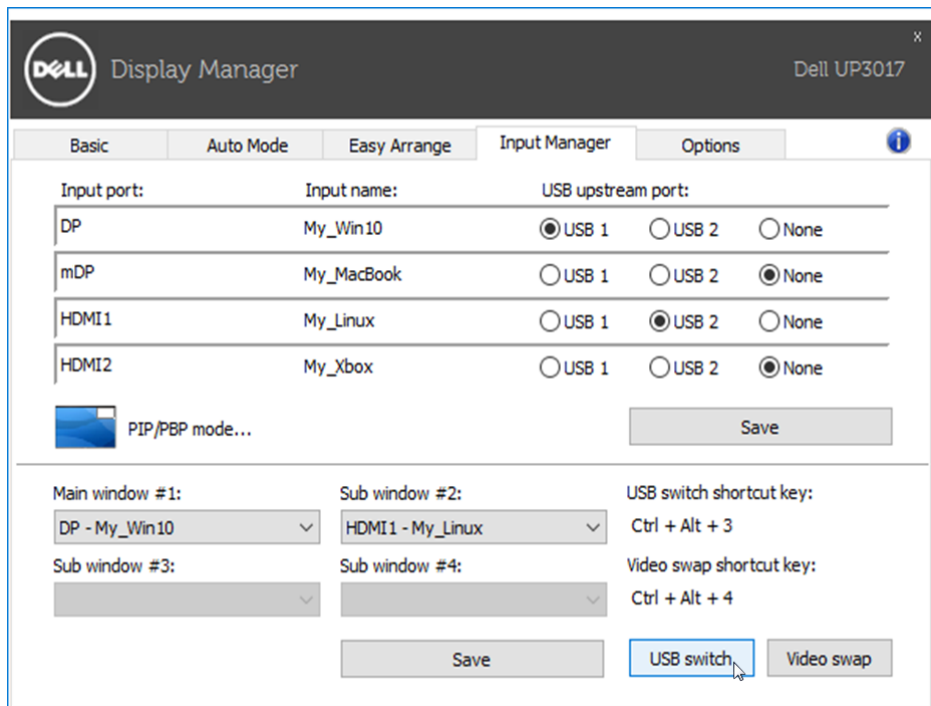 x
DELL Display Manager Dell UP3017
Basic Auto Mode Easy Arrange Input Manager Options i
Input port: Input name: USB upstream port:
DP My_Win10 USB 1 USB 2 None
mDP My_MacBook USB 1 USB 2 None
HDMI1 My_Linux USB 1 USB 2 None
HDMI2 My_Xbox USB 1 USB 2 None
PIP/PBP mode... Save
Main window #1: Sub window #2: USB switch shortcut key:
DP - My_Win10 HDMI1 - My_Linux Ctrl + Alt + 3
Sub window #3: Sub window #4: Video swap shortcut key:
Ctrl + Alt + 4
Save USB switch Video swap